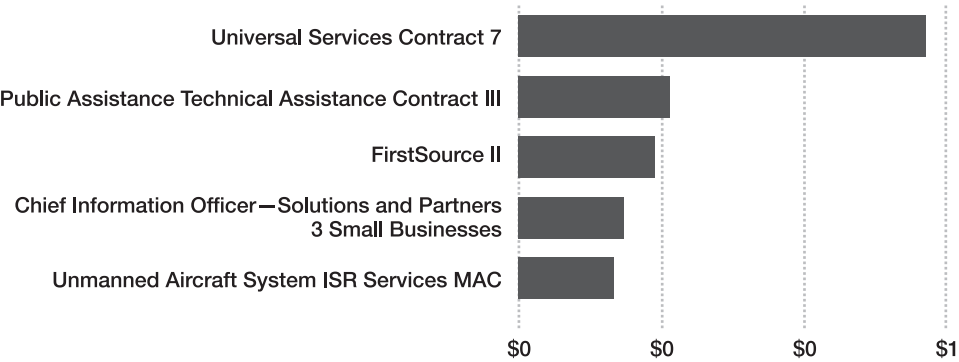 Universal Services Contract 7
Public Assistance Technical Assistance Contract III
FirstSource II
Chief Information Officer—Solutions and Partners
3 Small Businesses
Unmanned Aircraft System ISR Services MAC
$0 $0 $0 $1